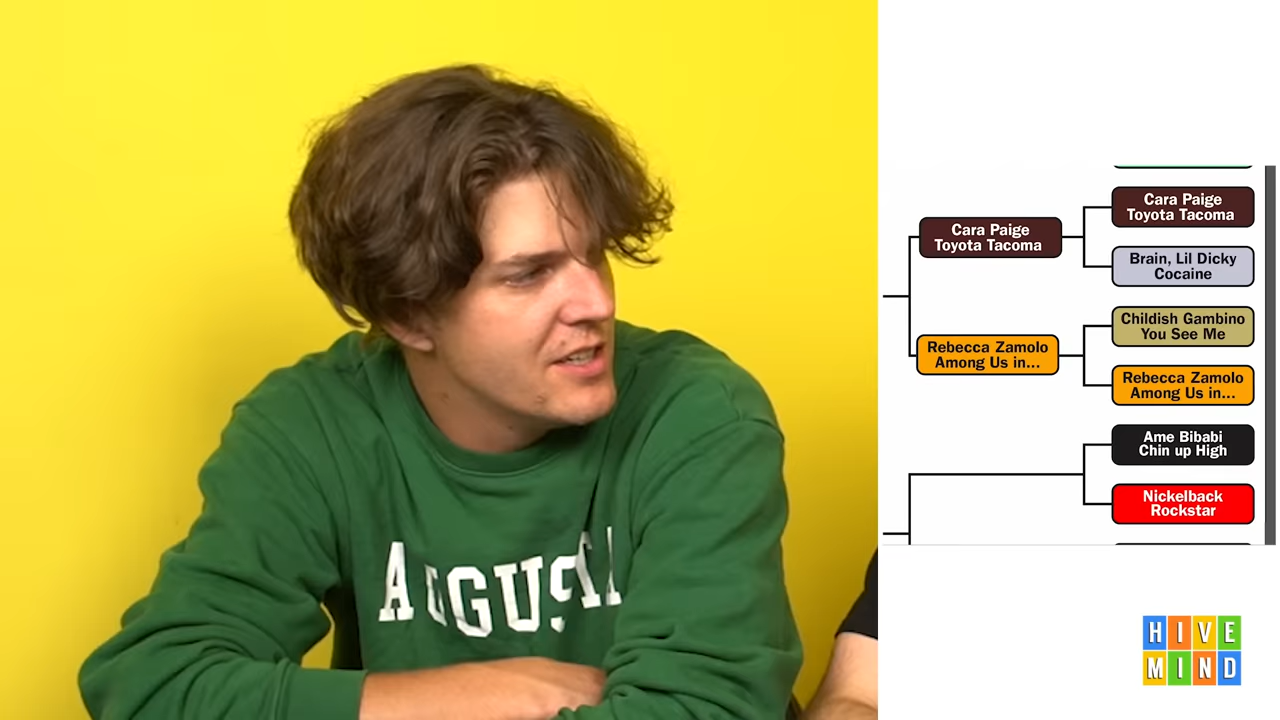 AUGUSTA
Cara Paige
Toyota Tacoma
Rebecca Zamolo
Among Us in...
Cara Paige
Toyota Tacoma
Brain, Lil Dicky
Cocaine
Childish Gambino
You See Me
Rebecca Zamolo
Among Us in...
Ame Bibabi
Chin up High
Nickelback
Rockstar
HIVE
MIND